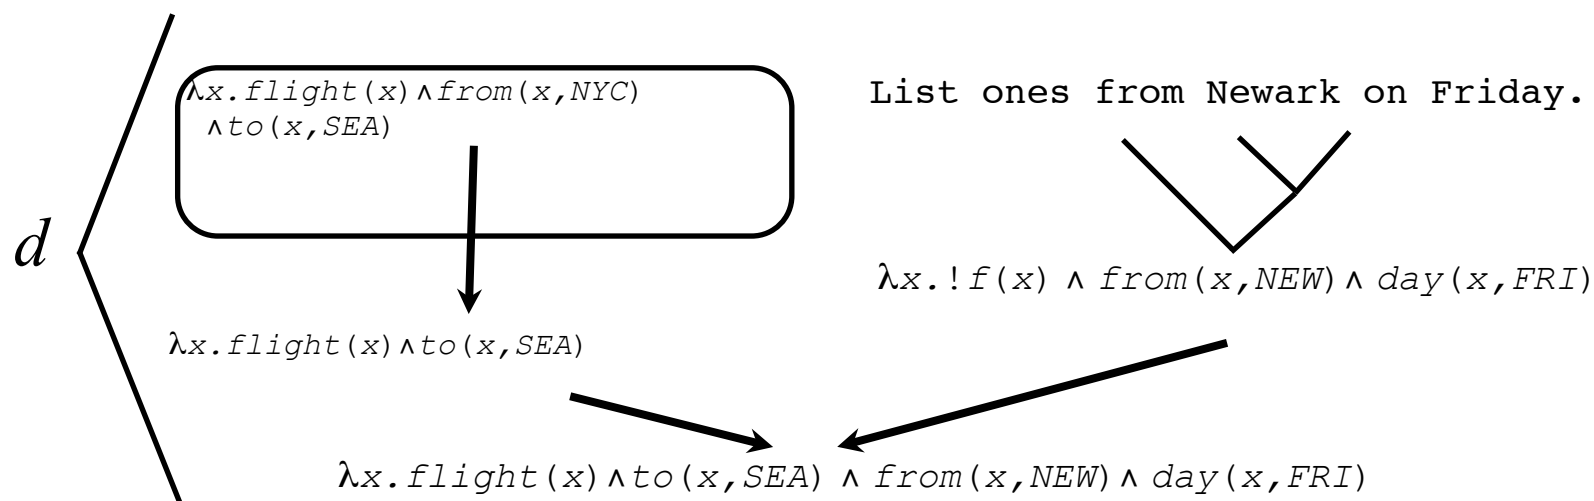 λx.flight(x)∧from(x,NYC)
∧to(x,SEA)
List ones from Newark on Friday.
d
λx.!f(x) ∧ from(x,NEW)∧ day(x,FRI)
λx.flight(x)∧to(x,SEA)
λx.flight(x)∧to(x,SEA) ∧ from(x,NEW)∧ day(x,FRI)